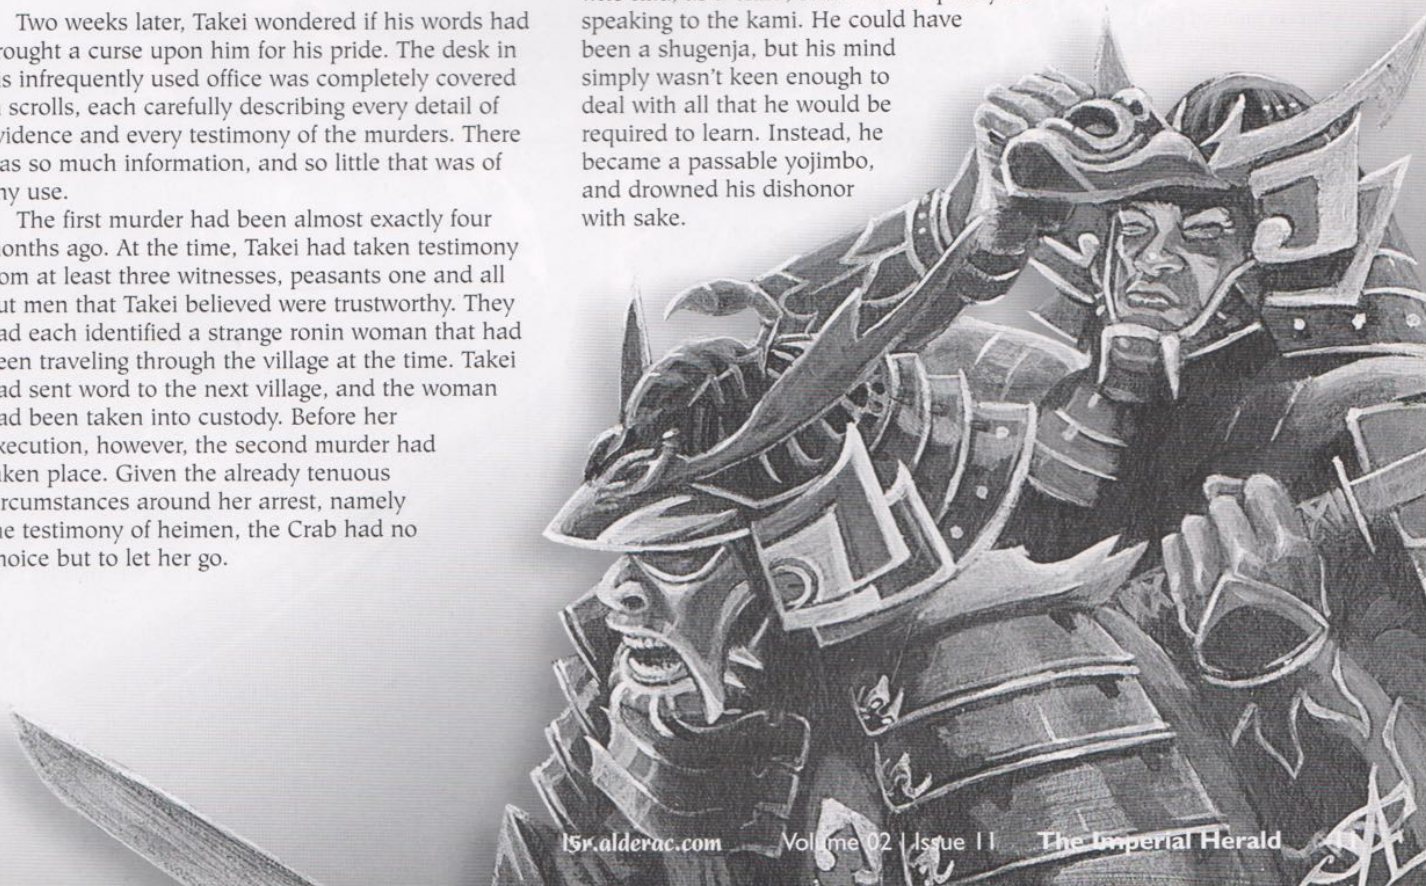 Two weeks later, Takei wondered if his words had
rought a curse upon him for his pride. The desk in
s infrequently used office was completely covered
scrolls, each carefully describing every detail of
vidence and every testimony of the murders. There
as so much information, and so little that was of
ny use.
The first murder had been almost exactly four
onths ago. At the time, Takei had taken testimony
om at least three witnesses, peasants one and all
ut men that Takei believed were trustworthy. They
ad each identified a strange ronin woman that had
een traveling through the village at the time. Takei
ad sent word to the next village, and the woman
ad been taken into custody. Before her
xecution, however, the second murder had
aken place. Given the already tenuous
rcumstances around her arrest, namely
he testimony of heimen, the Crab had no
hoice but to let her go.
speaking to the kami. He could have
been a shugenja, but his mind
simply wasn't keen enough to
deal with all that he would be
required to learn. Instead, he
became a passable yojimbo,
and drowned his dishonor
with sake.
l5r.alderac.com Volume 02 | Issue 11 The Imperial Herald 11